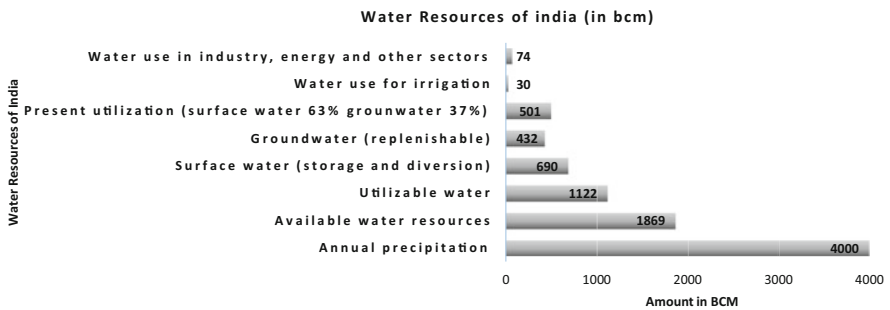 Water Resources of india (in bcm)
Water Resources of India
Water use in industry, energy and other sectors 74
Water use for irrigation 30
Present utilization (surface water 63% grounwater 37%) 501
Groundwater (replenishable) 432
Surface water (storage and diversion) 690
Utilizable water 1122
Available water resources 1869
Annual precipitation 4000
0 1000 2000 3000 4000
Amount in BCM